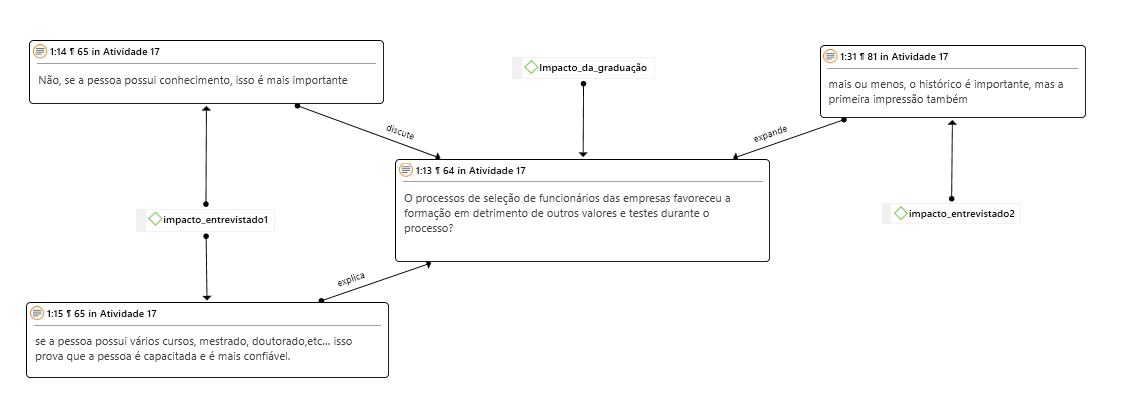 1:14 ¶ 65 in Atividade 17
Não, se a pessoa possui conhecimento, isso é mais importante
Impacto_da_graduação
1:31 ¶ 81 in Atividade 17
mais ou menos, o histórico é importante, mas a
primeira impressão também
discute
expande
1:13 ¶ 64 in Atividade 17
O processos de seleção de funcionários das empresas favoreceu a
formação em detrimento de outros valores e testes durante o
processo?
impacto_entrevistado1
impacto_entrevistado2
explica
1:15 ¶ 65 in Atividade 17
se a pessoa possui vários cursos, mestrado, doutorado,etc... isso
prova que a pessoa é capacitada e é mais confiável.